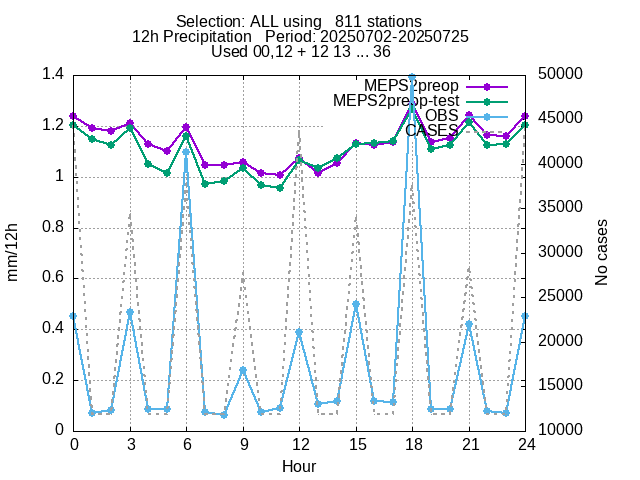 Selection: ALL using   811 stations
12h Precipitation   Period: 20250702-20250725
Used 00,12 + 12 13 ... 36
MEPS2preop
MEPS2preop-test
OBS
CASES
1.4
1.2
1
0.8
0.6
0.4
0.2
0
50000
45000
40000
35000
30000
25000
20000
15000
10000
mm/12h
No cases
0 3 6 9 12 15 18 21 24
Hour